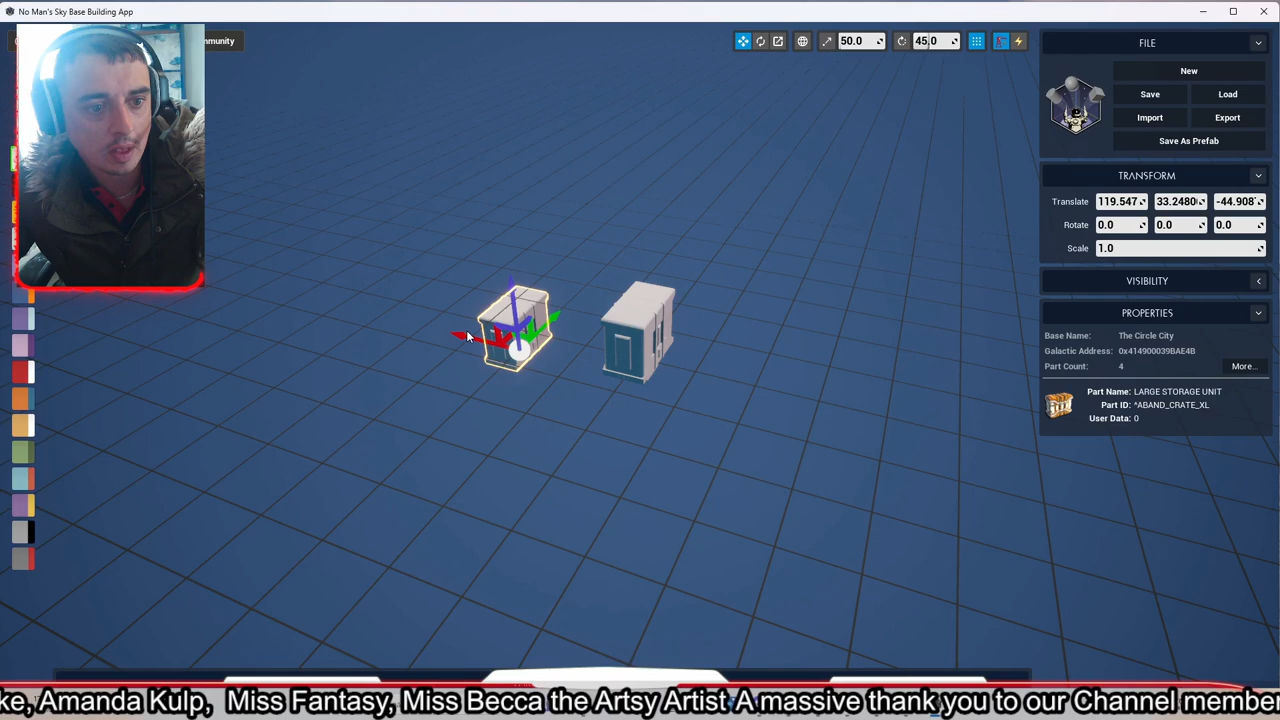 No Man's Sky Base Building App
mmunity
50.0
45.0
FILE
New
Save
Load
Import
Export
Save As Prefab
TRANSFORM
Translate
119.547
33.2480
-44.908
Rotate
0.0
0.0
0.0
Scale
1.0
VISIBILITY
PROPERTIES
Base Name: The Circle City
Galactic Address: 0x414900039BAE4B
Part Count: 4
More...
Part Name: LARGE STORAGE UNIT
Part ID: ^ABAND_CRATE_XL
User Data: 0
ke, Amanda Kulp, Miss Fantasy, Miss Becca the Artsy Artist A massive thank you to our Channel member